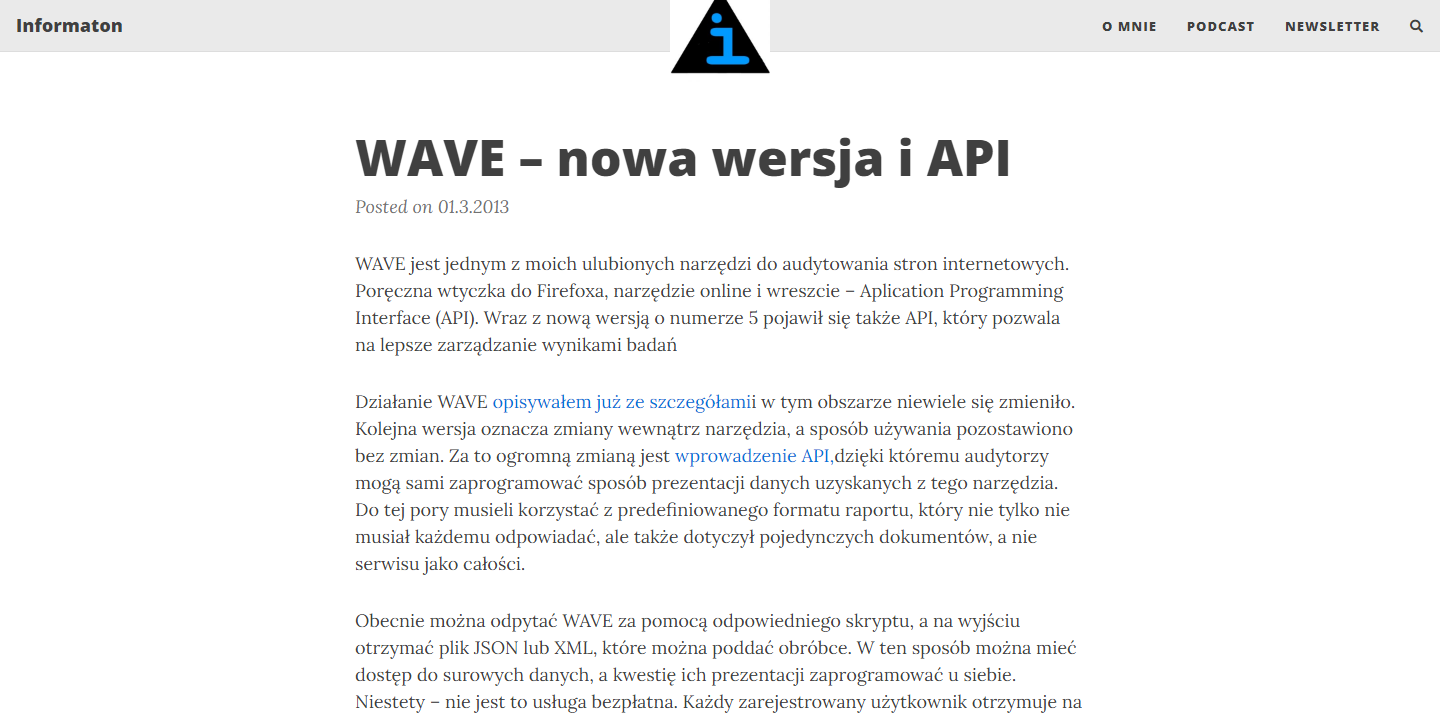 Informaton
i
O MNIE
PODCAST
NEWSLETTER
WAVE – nowa wersja i API
Posted on 01.3.2013
WAVE jest jednym z moich ulubionych narzędzi do audytowania stron internetowych.
Poręczna wtyczka do Firefoxa, narzędzie online i wreszcie – Aplication Programming
Interface (API). Wraz z nową wersją o numerze 5 pojawił się także API, który pozwala
na lepsze zarządzanie wynikami badań
Działanie WAVE opisywałem już ze szczegółamii w tym obszarze niewiele się zmieniło.
Kolejna wersja oznacza zmiany wewnątrz narzędzia, a sposób używania pozostawiono
bez zmian. Za to ogromną zmianą jest wprowadzenie API,dzięki któremu audytorzy
mogą sami zaprogramować sposób prezentacji danych uzyskanych z tego narzędzia.
Do tej pory musieli korzystać z predefiniowanego formatu raportu, który nie tylko nie
musiał każdemu odpowiadać, ale także dotyczył pojedynczych dokumentów, a nie
serwisu jako całości.
Obecnie można odpytać WAVE za pomocą odpowiedniego skryptu, a na wyjściu
otrzymać plik JSON lub XML, które można poddać obróbce. W ten sposób można mieć
dostęp do surowych danych, a kwestię ich prezentacji zaprogramować u siebie.
Niestety – nie jest to usługa bezpłatna. Każdy zarejestrowany użytkownik otrzymuje na